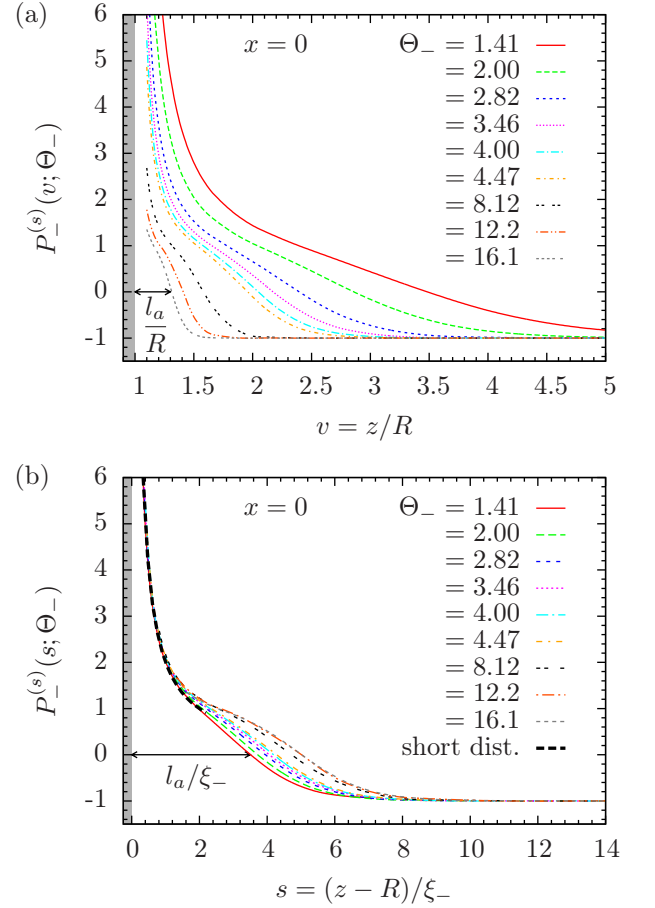 (a)
6
5
4
3
2
1
0
-1
P₋⁽ˢ⁾(v; Θ₋)
x = 0
Θ₋ = 1.41
= 2.00
= 2.82
= 3.46
= 4.00
= 4.47
= 8.12
= 12.2
= 16.1
l_a/R
1 1.5 2 2.5 3 3.5 4 4.5 5
v = z/R
(b)
6
5
4
3
2
1
0
-1
P₋⁽ˢ⁾(s; Θ₋)
x = 0
Θ₋ = 1.41
= 2.00
= 2.82
= 3.46
= 4.00
= 4.47
= 8.12
= 12.2
= 16.1
short dist.
l_a/ξ₋
0 2 4 6 8 10 12 14
s = (z − R)/ξ₋